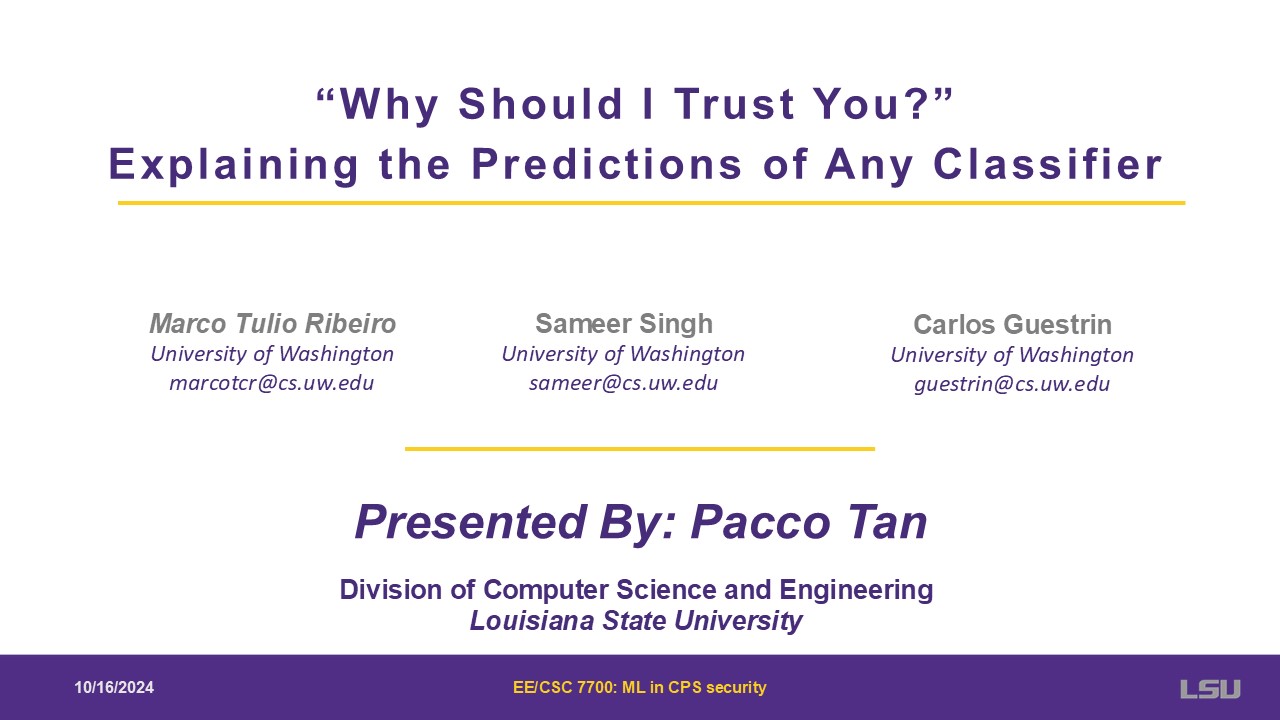 “Why Should I Trust You?”
Explaining the Predictions of Any Classifier
Marco Tulio Ribeiro
University of Washington
marcotcr@cs.uw.edu
Sameer Singh
University of Washington
sameer@cs.uw.edu
Carlos Guestrin
University of Washington
guestrin@cs.uw.edu
Presented By: Pacco Tan
Division of Computer Science and Engineering
Louisiana State University
10/16/2024
EE/CSC 7700: ML in CPS security
LSU